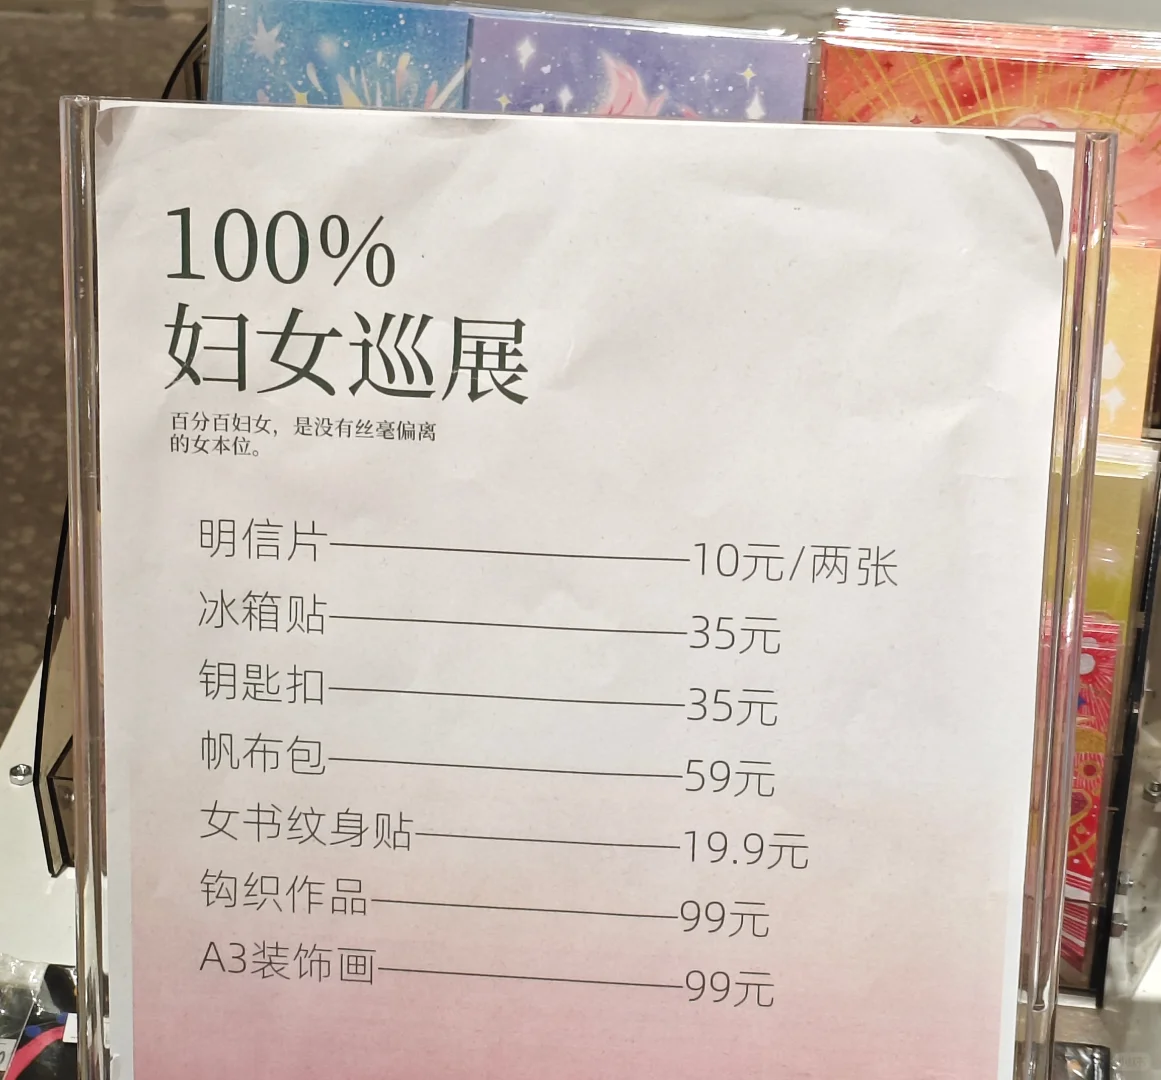 100%
妇女巡展
百分百妇女，是没有丝毫偏离
的女本位。
明信片————10元/两张
冰箱贴————35元
钥匙扣————35元
帆布包————59元
女书纹身贴————19.9元
钩织作品————99元
A3装饰画————99元